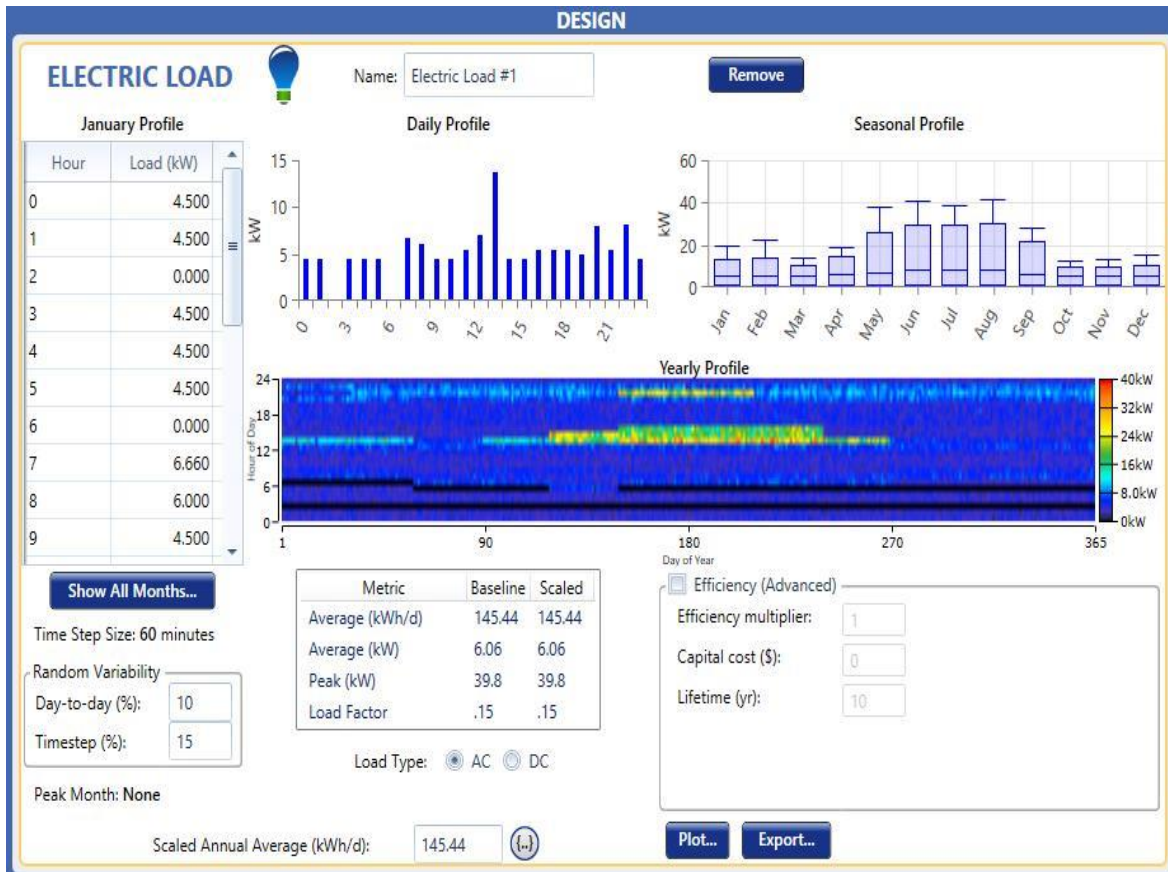 DESIGN
ELECTRIC LOAD
Name: Electric Load #1
Remove
January Profile
Hour Load (kW)
0 4.500
1 4.500
2 0.000
3 4.500
4 4.500
5 4.500
6 0.000
7 6.660
8 6.000
9 4.500
Daily Profile
kW
15
10
5
0
0 3 6 9 12 15 18 21
Seasonal Profile
kW
60
40
20
0
Jan Feb Mar Apr May Jun Jul Aug Sep Oct Nov Dec
Yearly Profile
Hour of Day
24
18
12
6
0
1 90 180 270 365
Day of Year
40kW
32kW
24kW
16kW
8.0kW
0kW
Show All Months...
Time Step Size: 60 minutes
Random Variability
Day-to-day (%): 10
Timestep (%): 15
Peak Month: None
Metric Baseline Scaled
Average (kWh/d) 145.44 145.44
Average (kW) 6.06 6.06
Peak (kW) 39.8 39.8
Load Factor .15 .15
Load Type: AC DC
Scaled Annual Average (kWh/d): 145.44 {..}
Efficiency (Advanced)
Efficiency multiplier: 1
Capital cost ($): 0
Lifetime (yr): 10
Plot... Export...